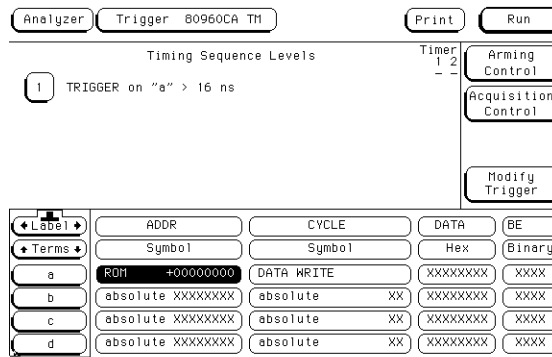 Analyzer Trigger 80960CA TM Print Run
Timing Sequence Levels
Timer
1 2
- -
Arming
Control
1 TRIGGER on "a" > 16 ns
Acquisition
Control
Modify
Trigger
Label ADDR CYCLE DATA BE
Terms Symbol Symbol Hex Binary
a ROM +00000000 DATA WRITE XXXXXXXX XXXX
b absolute XXXXXXXX absolute XX XXXXXXXX XXXX
c absolute XXXXXXXX absolute XX XXXXXXXX XXXX
d absolute XXXXXXXX absolute XX XXXXXXXX XXXX